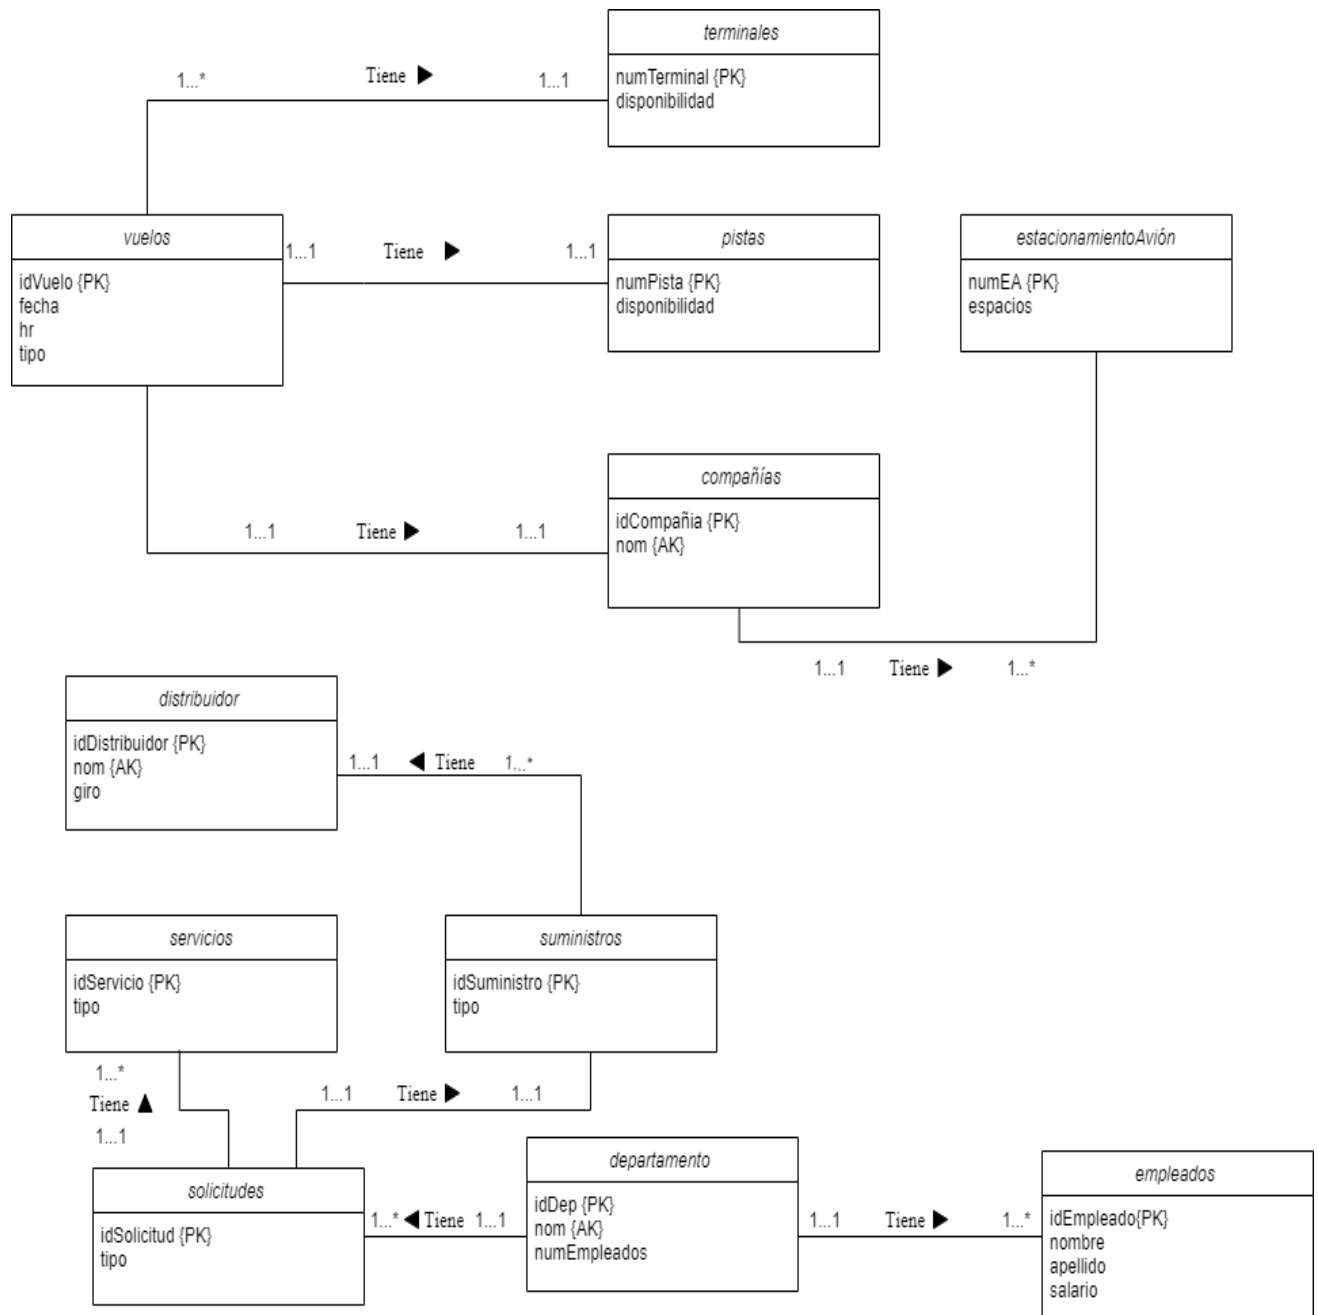 terminales
numTerminal {PK}
disponibilidad
1...*
Tiene
1...1
vuelos
idVuelo {PK}
fecha
hr
tipo
1...1
Tiene
1...1
pistas
numPista {PK}
disponibilidad
estacionamientoAvión
numEA {PK}
espacios
compañías
idCompañia {PK}
nom {AK}
1...1
Tiene
1...1
1...1
Tiene
1...*
distribuidor
idDistribuidor {PK}
nom {AK}
giro
1...1
Tiene
1...*
servicios
idServicio {PK}
tipo
suministros
idSuministro {PK}
tipo
1...*
Tiene
1...1
1...1
Tiene
1...1
solicitudes
idSolicitud {PK}
tipo
1...*
Tiene
1...1
departamento
idDep {PK}
nom {AK}
numEmpleados
1...1
Tiene
1...*
empleados
idEmpleado{PK}
nombre
apellido
salario